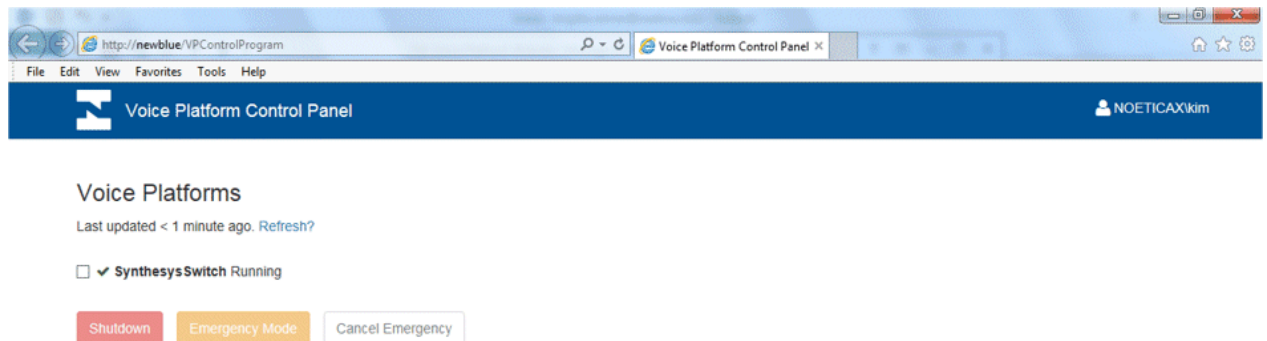 http://newblue/VPControlProgram
Voice Platform Control Panel
File Edit View Favorites Tools Help
Voice Platform Control Panel
NOETICAX\kim
Voice Platforms
Last updated < 1 minute ago. Refresh?
SynthesysSwitch Running
Shutdown Emergency Mode Cancel Emergency